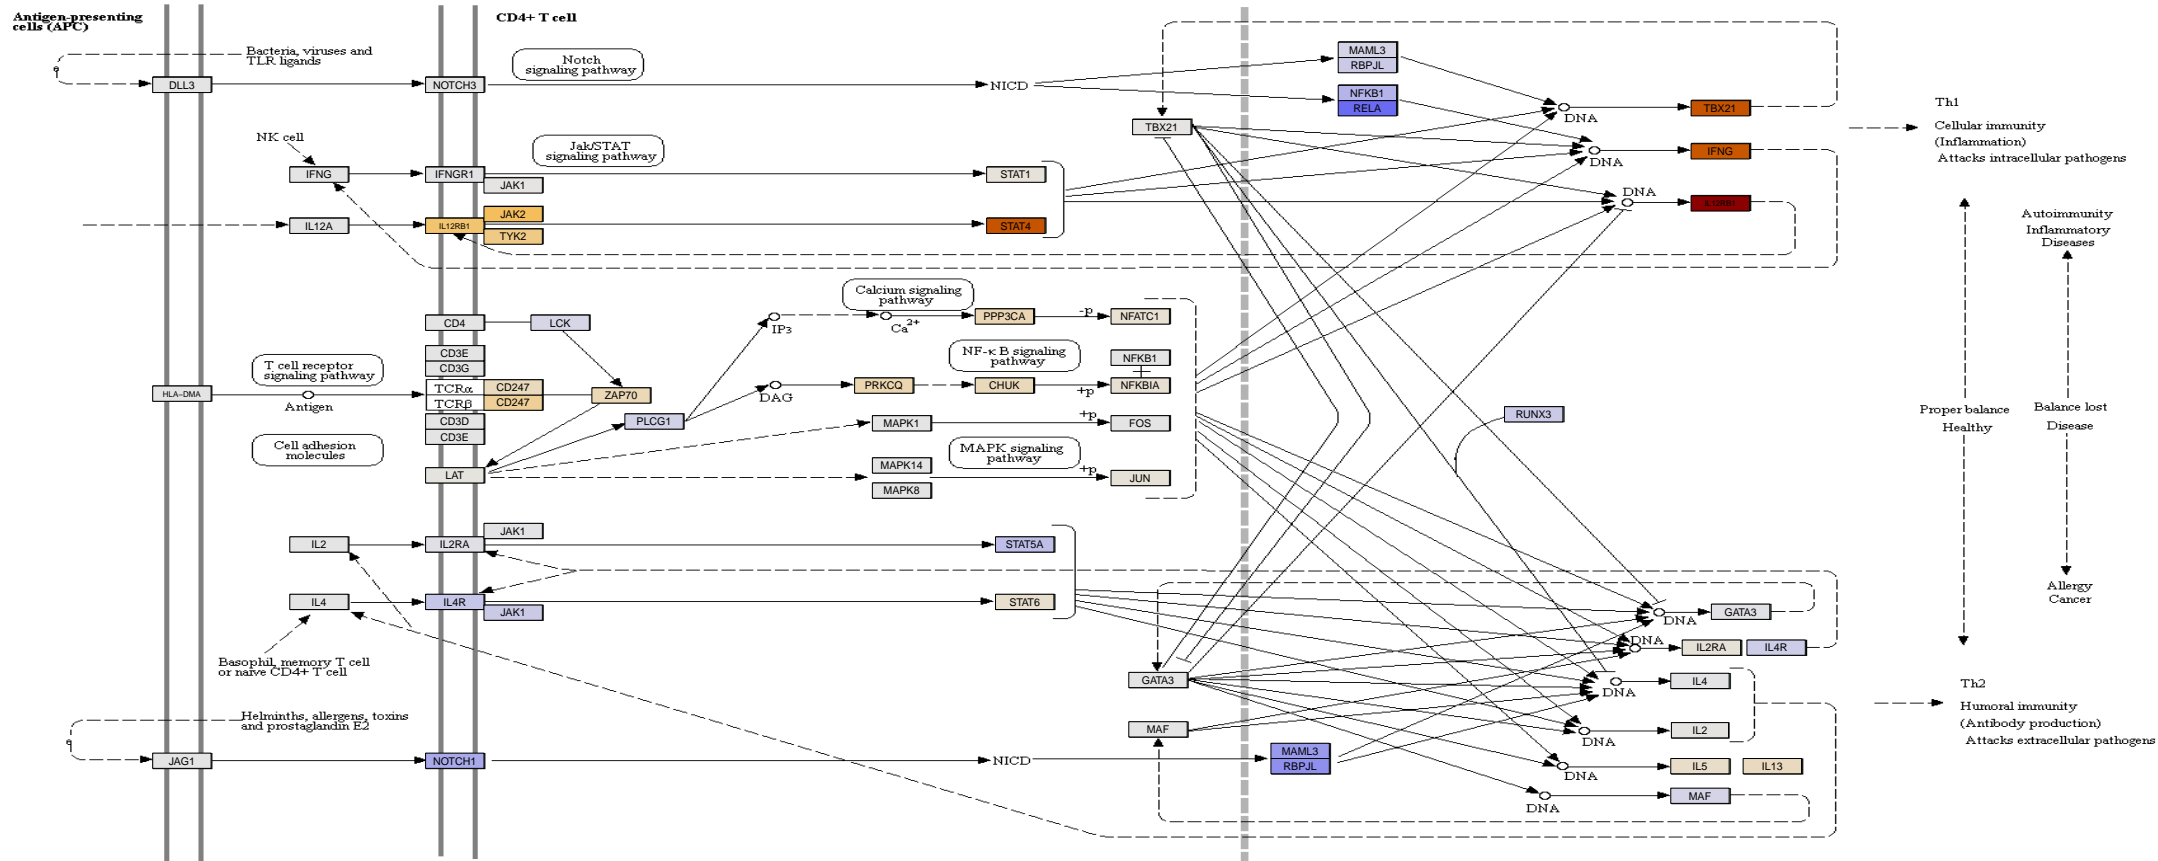 Antigen-presenting
cells (APC)
CD4+ T cell
Bacteria, viruses and
TLR ligands
Notch
signaling pathway
DLL3
NOTCH3
NICD
MAML3
RBPJL
NFKB1
RELA
TBX21
DNA
TBX21
Th1
Cellular immunity
(Inflammation)
Attacks intracellular pathogens
NK cell
Jak/STAT
signaling pathway
IFNG
IFNGR1
JAK1
STAT1
DNA
IFNG
IL12A
IL12RB1
JAK2
TYK2
STAT4
DNA
IL12RB1
Autoimmunity
Inflammatory
Diseases
Calcium signaling
pathway
CD4
LCK
IP3
Ca2+
PPP3CA
-p
NFATC1
CD3E
CD3G
T cell receptor
signaling pathway
NF-κ B signaling
pathway
NFKB1
HLA-DMA
Antigen
TCRα
CD247
TCRβ
CD247
ZAP70
DAG
PRKCQ
CHUK
+p
NFKBIA
CD3D
CD3E
PLCG1
MAPK1
+p
FOS
RUNX3
Proper balance
Healthy
Balance lost
Disease
Cell adhesion
molecules
MAPK signaling
pathway
LAT
MAPK14
MAPK8
+p
JUN
IL2
IL2RA
JAK1
STAT5A
IL4
IL4R
JAK1
STAT6
DNA
GATA3
Allergy
Cancer
Basophil, memory T cell
or naive CD4+ T cell
DNA
IL2RA
IL4R
GATA3
DNA
IL4
Th2
Humoral immunity
(Antibody production)
Attacks extracellular pathogens
Helminths, allergens, toxins
and prostaglandin E2
MAF
DNA
IL2
JAG1
NOTCH1
NICD
MAML3
RBPJL
DNA
IL5
IL13
DNA
MAF